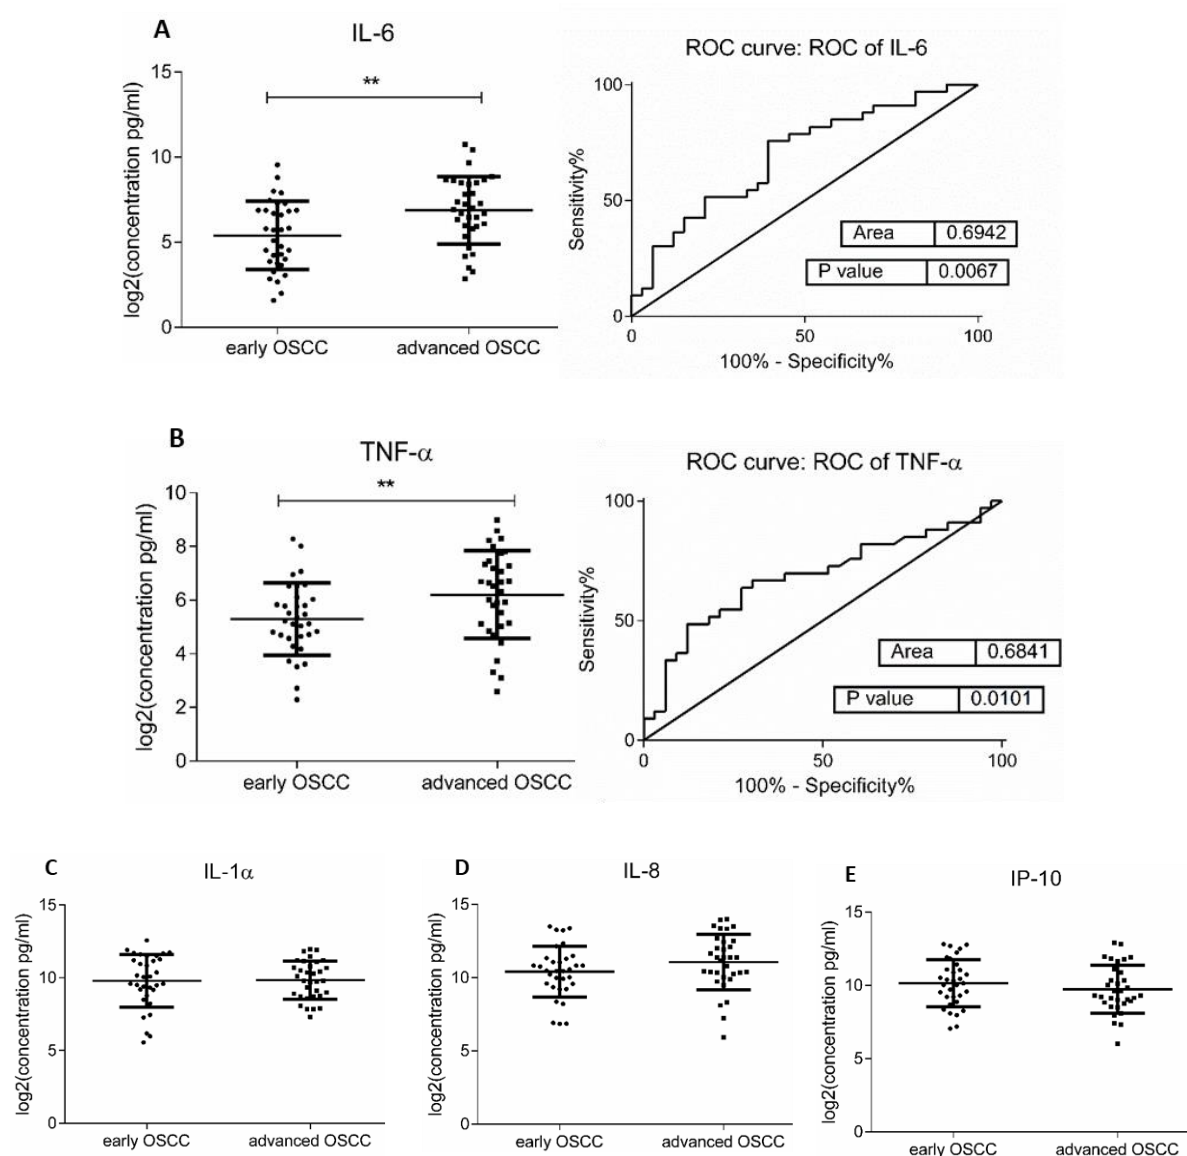 A
IL-6
**
log2(concentration pg/ml)
15
10
5
0
early OSCC
advanced OSCC
ROC curve: ROC of IL-6
Sensitivity%
100
50
0
Area 0.6942
P value 0.0067
0 50 100
100% - Specificity%
B
TNF-α
**
log2(concentration pg/ml)
10
8
6
4
2
0
early OSCC
advanced OSCC
ROC curve: ROC of TNF-α
Sensitivity%
100
50
0
Area 0.6841
P value 0.0101
0 50 100
100% - Specificity%
C
IL-1α
log2(concentration pg/ml)
15
10
5
0
early OSCC
advanced OSCC
D
IL-8
log2(concentration pg/ml)
15
10
5
0
early OSCC
advanced OSCC
E
IP-10
log2(concentration pg/ml)
15
10
5
0
early OSCC
advanced OSCC